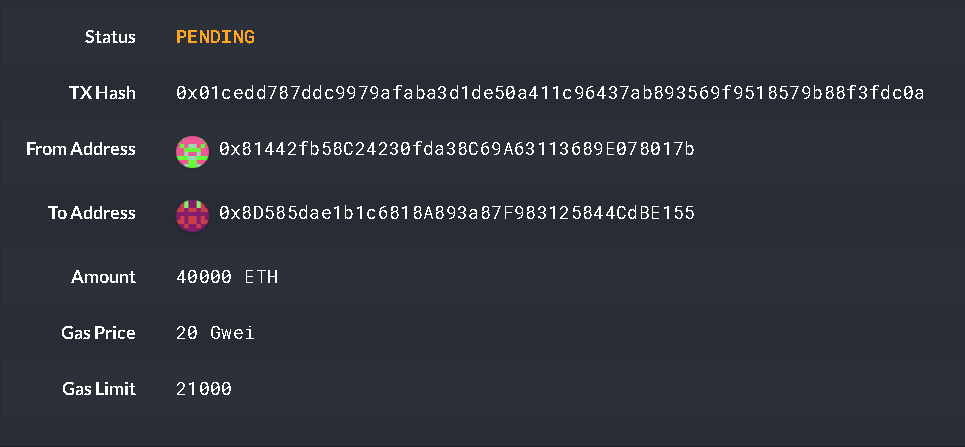 Status PENDING
TX Hash 0x01cedd787ddc9979afaba3d1de50a411c96437ab893569f9518579b88f3fdc0a
From Address 0x81442fb58C24230fda38C69A63113689E078017b
To Address 0x8D585dae1b1c6818A893a87F983125844CdBE155
Amount 40000 ETH
Gas Price 20 Gwei
Gas Limit 21000